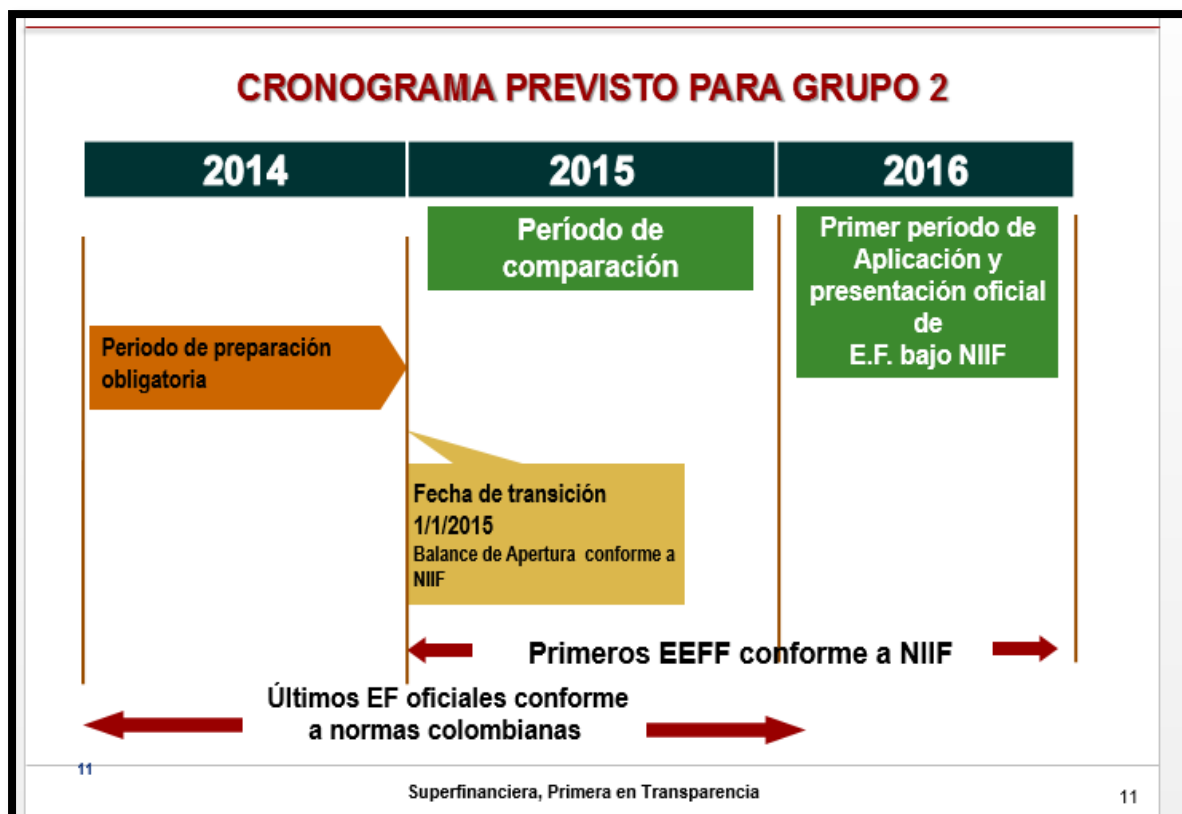 CRONOGRAMA PREVISTO PARA GRUPO 2
2014
2015
2016
Período de
comparación
Primer período de
Aplicación y
presentación oficial
de
E.F. bajo NIIF
Periodo de preparación
obligatoria
Fecha de transición
1/1/2015
Balance de Apertura conforme a
NIIF
Primeros EEFF conforme a NIIF
Últimos EF oficiales conforme
a normas colombianas
11
Superfinanciera, Primera en Transparencia
11